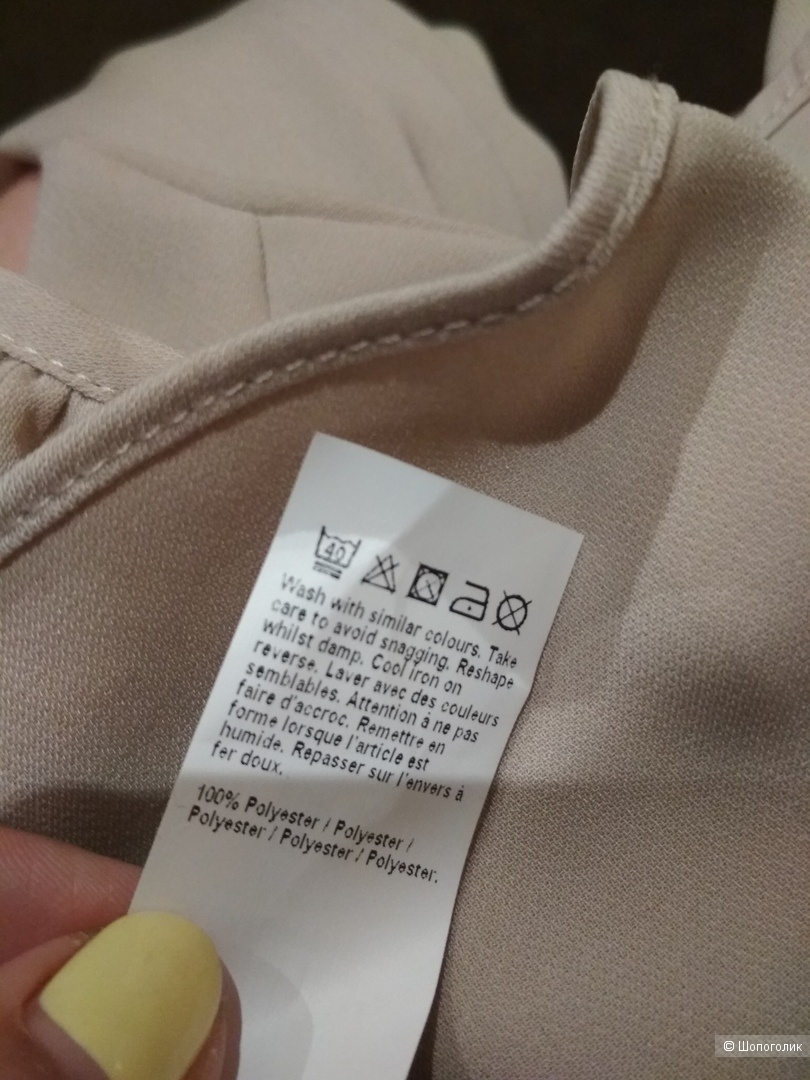 40
Wash with similar colours. Take
care to avoid snagging. Reshape
whilst damp. Cool iron on
reverse. Laver avec des couleurs
semblables. Attention à ne pas
faire d'accroc. Remettre en
forme lorsque l'article est
humide. Repasser sur l'envers à
fer doux.
100% Polyester / Polyester /
Polyester / Polyester / Polyester.
© Шопоголик